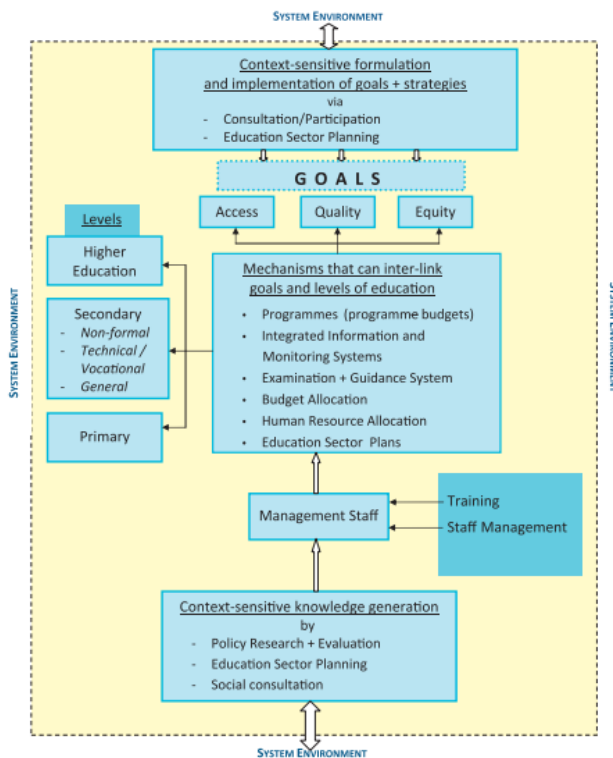 SYSTEM ENVIRONMENT
Context-sensitive formulation
and implementation of goals + strategies
via
- Consultation/Participation
- Education Sector Planning
GOALS
Access
Quality
Equity
Levels
Higher
Education
Secondary
- Non-formal
- Technical /
Vocational
- General
Primary
Mechanisms that can inter-link
goals and levels of education
• Programmes (programme budgets)
• Integrated Information and
Monitoring Systems
• Examination + Guidance System
• Budget Allocation
• Human Resource Allocation
• Education Sector Plans
SYSTEM ENVIRONMENT
SYSTEM ENVIRONMENT
Management Staff
Training
Staff Management
Context-sensitive knowledge generation
by
- Policy Research + Evaluation
- Education Sector Planning
- Social consultation
SYSTEM ENVIRONMENT